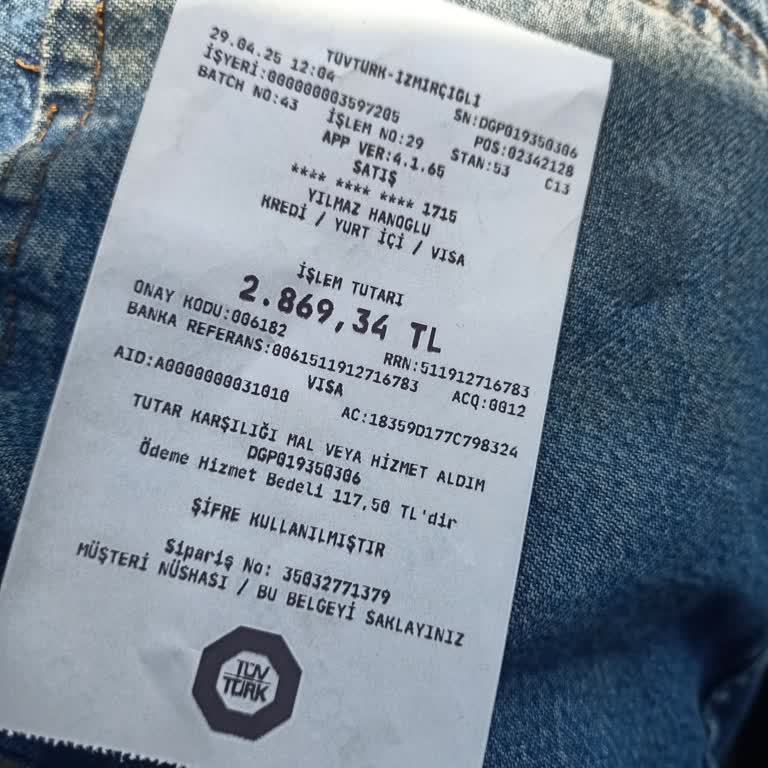 TÜVTURK-İZMİRÇİGLİ
29.04.25 12:04 SN:DGP019350306
İŞYERİ:000000003597205 POS:02342128
BATCH NO:43 İŞLEM NO:29 STAN:53 C13
APP VER:4.1.65
SATIŞ
**** **** **** 1715
YILMAZ HANOGLU
KREDİ / YURT İÇİ / VISA
İŞLEM TUTARI
2.869,34 TL
ONAY KODU:006182 RRN:511912716783
BANKA REFERANS:0061511912716783 ACQ:0012
VISA
AID:A0000000031010 AC:18359D177C798324
TUTAR KARŞILIĞI MAL VEYA HİZMET ALDIM
DGP019350306
Ödeme Hizmet Bedeli 117,50 TL'dir
ŞİFRE KULLANILMIŞTIR
Sipariş No: 35032771379
MÜŞTERİ NÜSHASI / BU BELGEYİ SAKLAYINIZ
TÜV
TURK